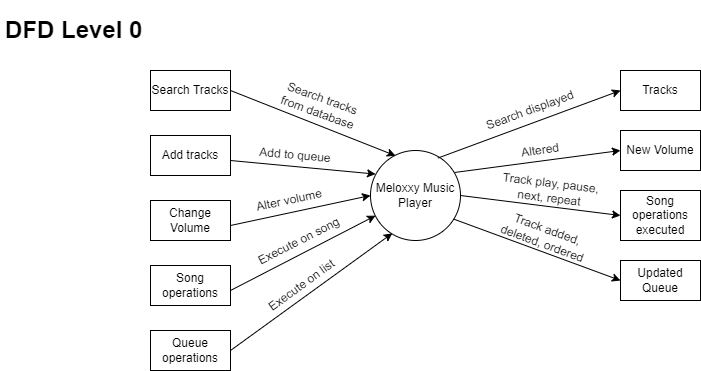 DFD Level 0
Search Tracks
Search tracks
from database
Add tracks
Add to queue
Change
Volume
Alter volume
Song
operations
Execute on song
Queue
operations
Execute on list
Meloxxy Music
Player
Search displayed
Tracks
Altered
New Volume
Track play, pause,
next, repeat
Song
operations
executed
Track added,
deleted, ordered
Updated
Queue